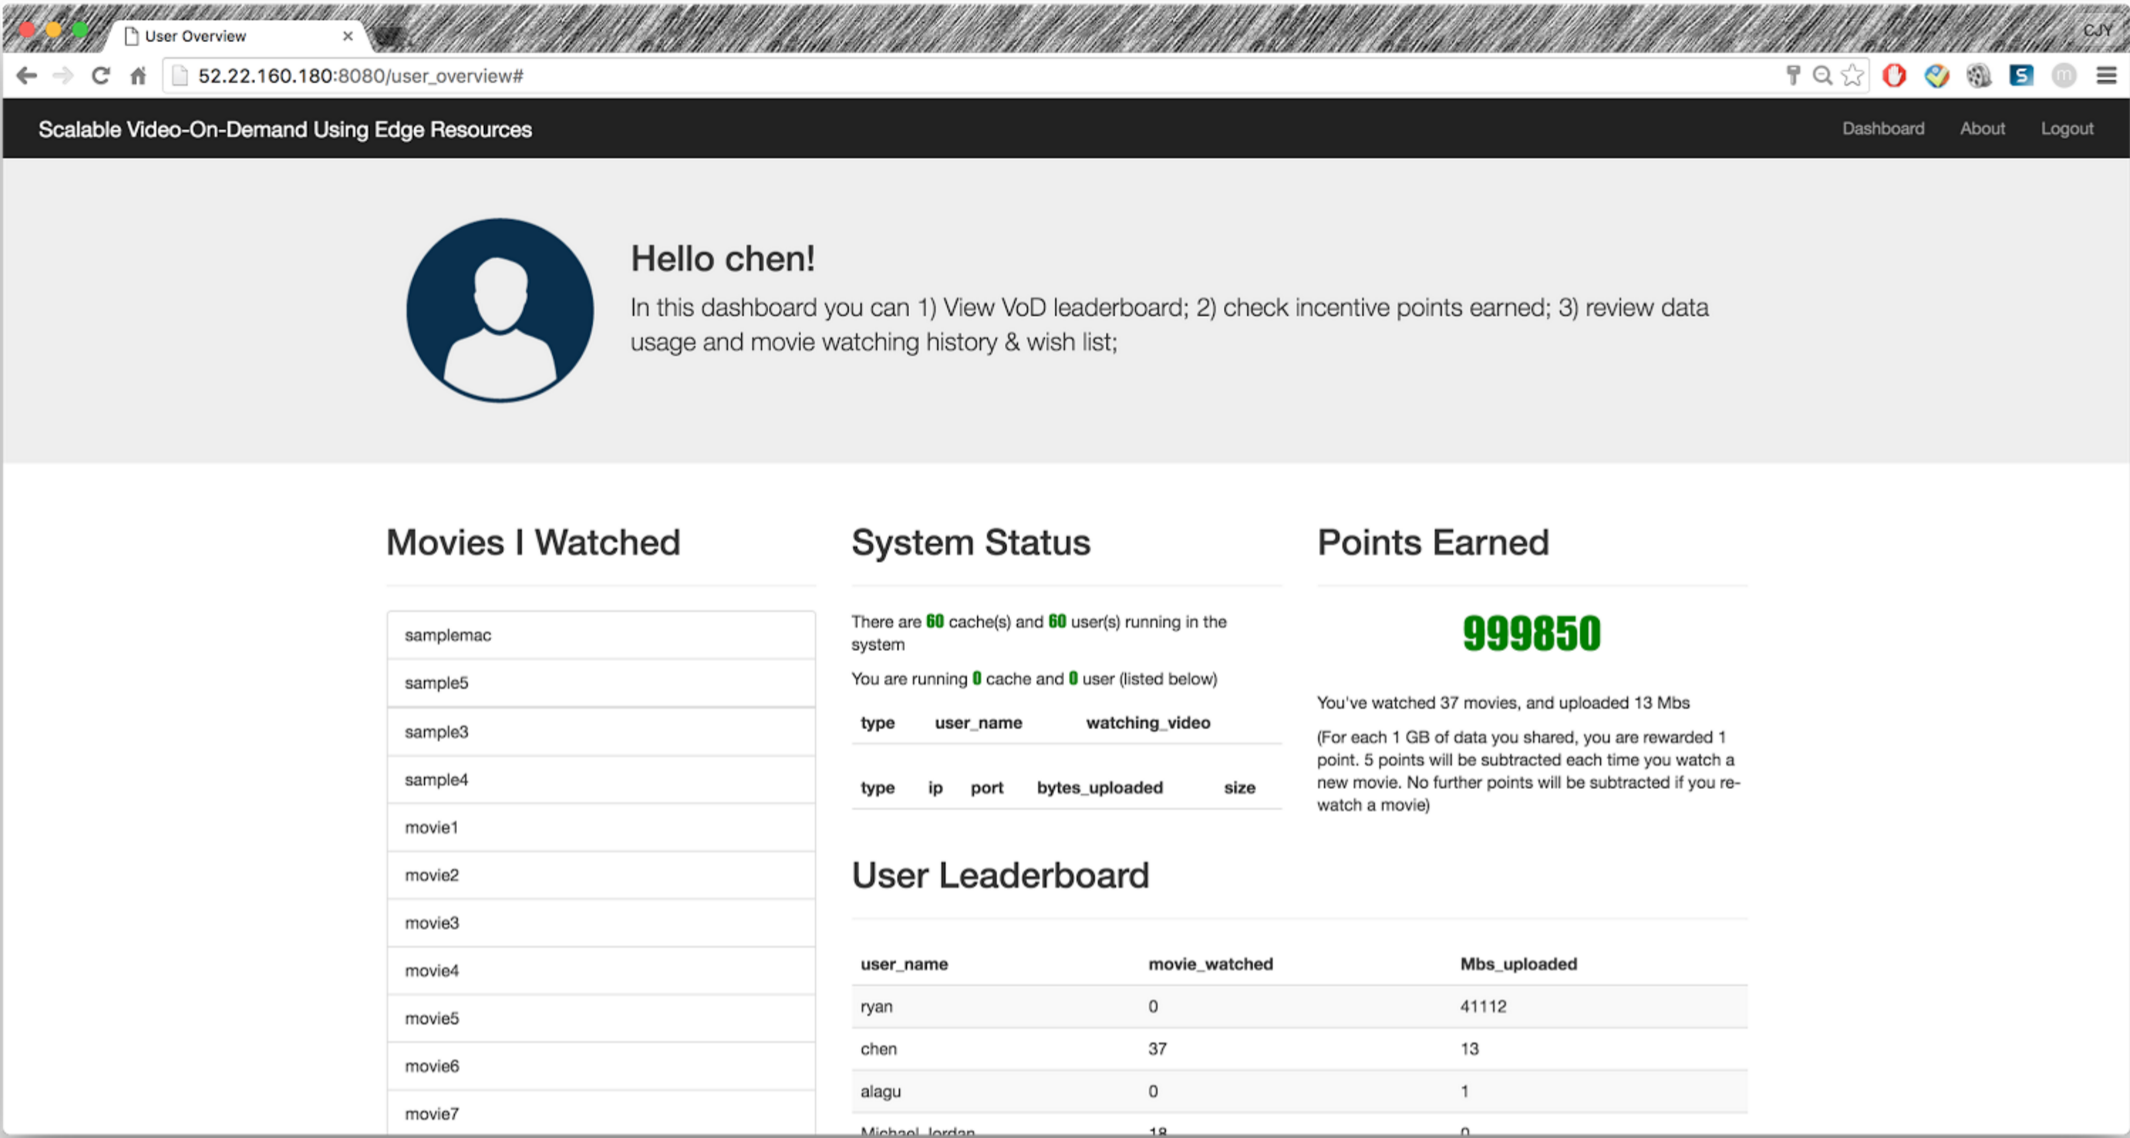 User Overview
CJY
52.22.160.180:8080/user_overview#
Scalable Video-On-Demand Using Edge Resources
Dashboard About Logout
Hello chen!
In this dashboard you can 1) View VoD leaderboard; 2) check incentive points earned; 3) review data
usage and movie watching history & wish list;
Movies I Watched
samplemac
sample5
sample3
sample4
movie1
movie2
movie3
movie4
movie5
movie6
movie7
System Status
There are 60 cache(s) and 60 user(s) running in the
system
You are running 0 cache and 0 user (listed below)
type user_name watching_video
type ip port bytes_uploaded size
Points Earned
999850
You've watched 37 movies, and uploaded 13 Mbs
(For each 1 GB of data you shared, you are rewarded 1
point. 5 points will be subtracted each time you watch a
new movie. No further points will be subtracted if you re-
watch a movie)
User Leaderboard
user_name movie_watched Mbs_uploaded
ryan 0 41112
chen 37 13
alagu 0 1
Michael Jordan 18 0